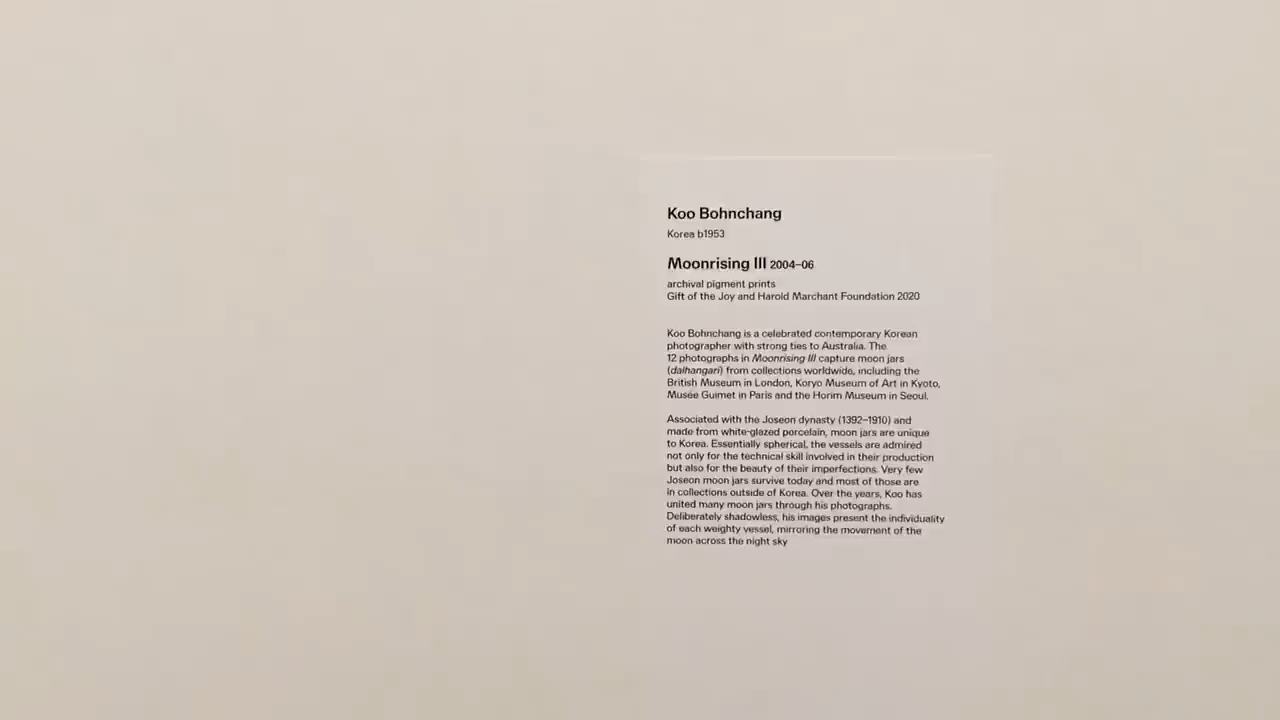 Koo Bohnchang
Korea b1953
Moonrising III 2004–06
archival pigment prints
Gift of the Joy and Harold Marchant Foundation 2020
Koo Bohnchang is a celebrated contemporary Korean
photographer with strong ties to Australia. The
12 photographs in Moonrising III capture moon jars
(dalhangari) from collections worldwide, including the
British Museum in London, Koryo Museum of Art in Kyoto,
Musée Guimet in Paris and the Horim Museum in Seoul.
Associated with the Joseon dynasty (1392–1910) and
made from white-glazed porcelain, moon jars are unique
to Korea. Essentially spherical, the vessels are admired
not only for the technical skill involved in their production
but also for the beauty of their imperfections. Very few
Joseon moon jars survive today and most of those are
in collections outside of Korea. Over the years, Koo has
united many moon jars through his photographs.
Deliberately shadowless, his images present the individuality
of each weighty vessel, mirroring the movement of the
moon across the night sky